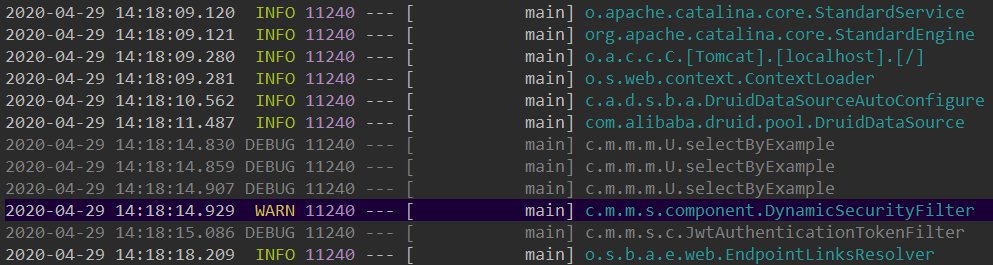 2020-04-29 14:18:09.120  INFO 11240 --- [           main] o.apache.catalina.core.StandardService
2020-04-29 14:18:09.121  INFO 11240 --- [           main] org.apache.catalina.core.StandardEngine
2020-04-29 14:18:09.280  INFO 11240 --- [           main] o.a.c.c.C.[Tomcat].[localhost].[/]
2020-04-29 14:18:09.281  INFO 11240 --- [           main] o.s.web.context.ContextLoader
2020-04-29 14:18:10.562  INFO 11240 --- [           main] c.a.d.s.b.a.DruidDataSourceAutoConfigure
2020-04-29 14:18:11.487  INFO 11240 --- [           main] com.alibaba.druid.pool.DruidDataSource
2020-04-29 14:18:14.830 DEBUG 11240 --- [           main] c.m.m.m.U.selectByExample
2020-04-29 14:18:14.859 DEBUG 11240 --- [           main] c.m.m.m.U.selectByExample
2020-04-29 14:18:14.907 DEBUG 11240 --- [           main] c.m.m.m.U.selectByExample
2020-04-29 14:18:14.929  WARN 11240 --- [           main] c.m.m.s.component.DynamicSecurityFilter
2020-04-29 14:18:15.086 DEBUG 11240 --- [           main] c.m.m.s.c.JwtAuthenticationTokenFilter
2020-04-29 14:18:18.209  INFO 11240 --- [           main] o.s.b.a.e.web.EndpointLinksResolver